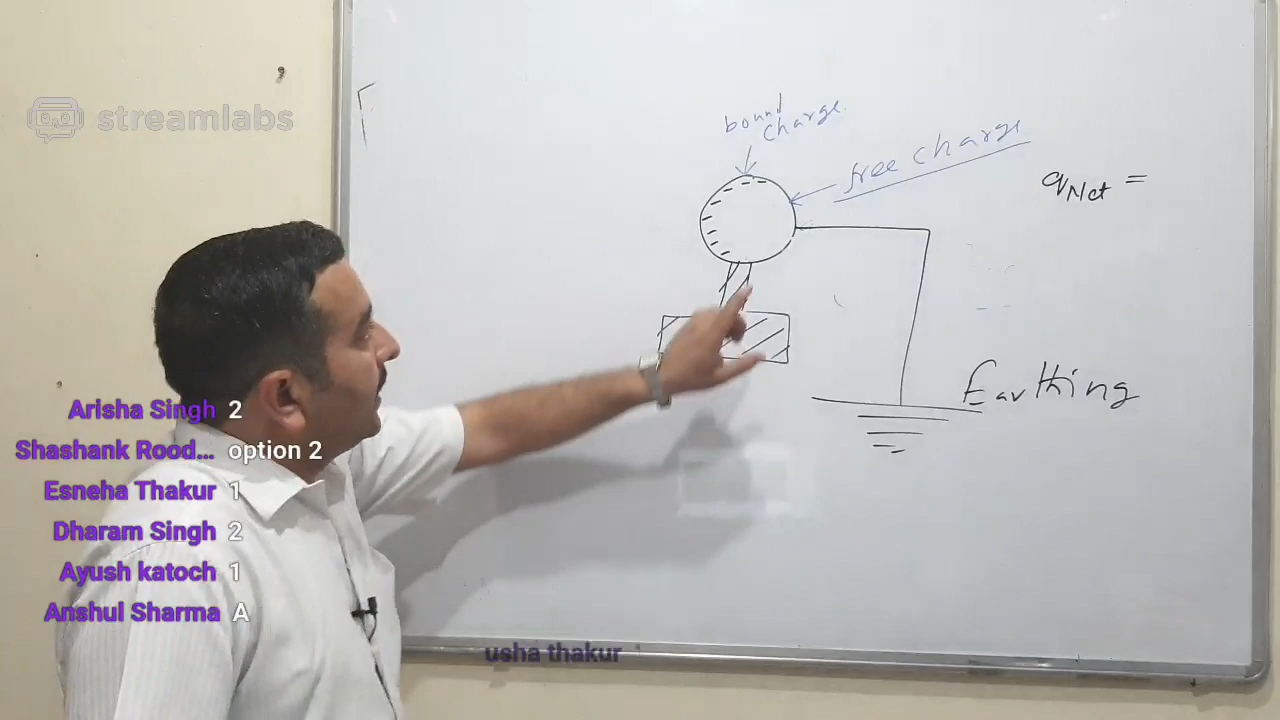 streamlabs
bound
charge.
free charge
qNet =
Earthing
Arisha Singh 2
Shashank Rood... option 2
Esneha Thakur 1
Dharam Singh 2
Ayush katoch 1
Anshul Sharma A
usha thakur